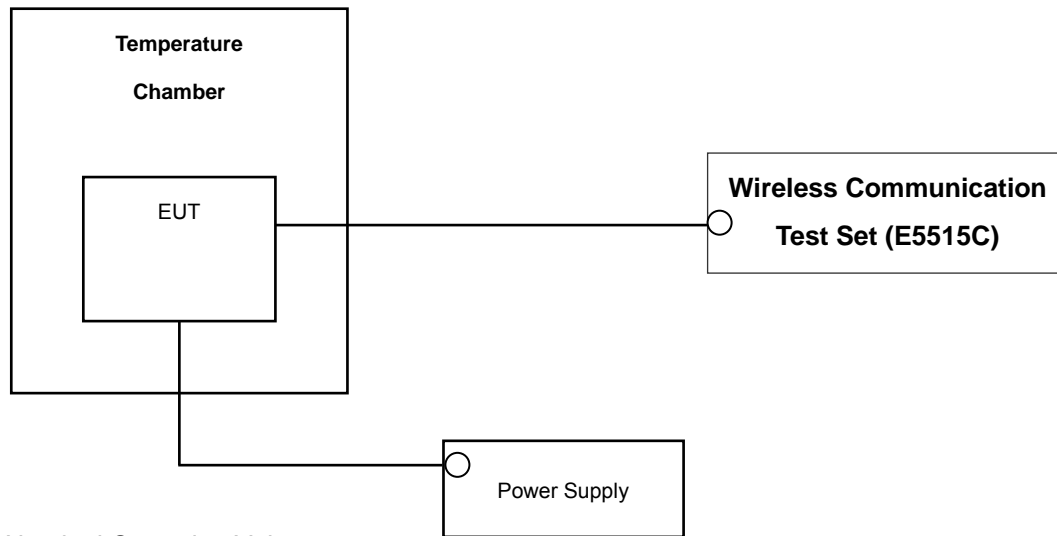 Temperature
Chamber
EUT
Wireless Communication
Test Set (E5515C)
Power Supply